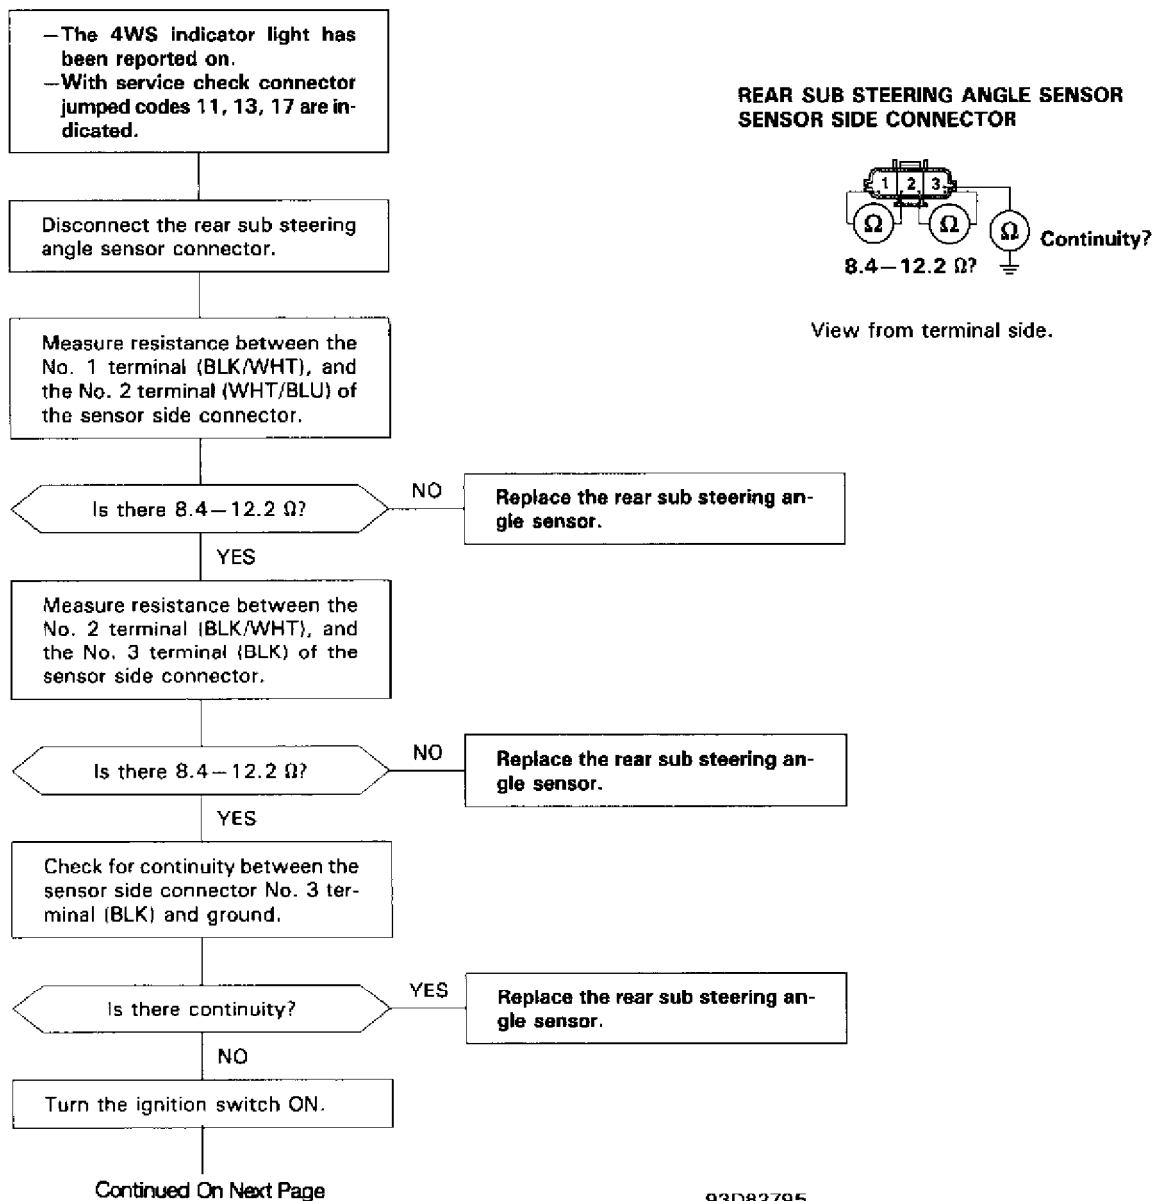 —The 4WS indicator light has
been reported on.
—With service check connector
jumped codes 11, 13, 17 are in-
dicated.
REAR SUB STEERING ANGLE SENSOR
SENSOR SIDE CONNECTOR
1 2 3
Ω Ω Ω Continuity?
8.4—12.2 Ω?
View from terminal side.
Disconnect the rear sub steering
angle sensor connector.
Measure resistance between the
No. 1 terminal (BLK/WHT), and
the No. 2 terminal (WHT/BLU) of
the sensor side connector.
Is there 8.4—12.2 Ω?
NO
Replace the rear sub steering an-
gle sensor.
YES
Measure resistance between the
No. 2 terminal (BLK/WHT), and
the No. 3 terminal (BLK) of the
sensor side connector.
Is there 8.4—12.2 Ω?
NO
Replace the rear sub steering an-
gle sensor.
YES
Check for continuity between the
sensor side connector No. 3 ter-
minal (BLK) and ground.
Is there continuity?
YES
Replace the rear sub steering an-
gle sensor.
NO
Turn the ignition switch ON.
Continued On Next Page
93D83795